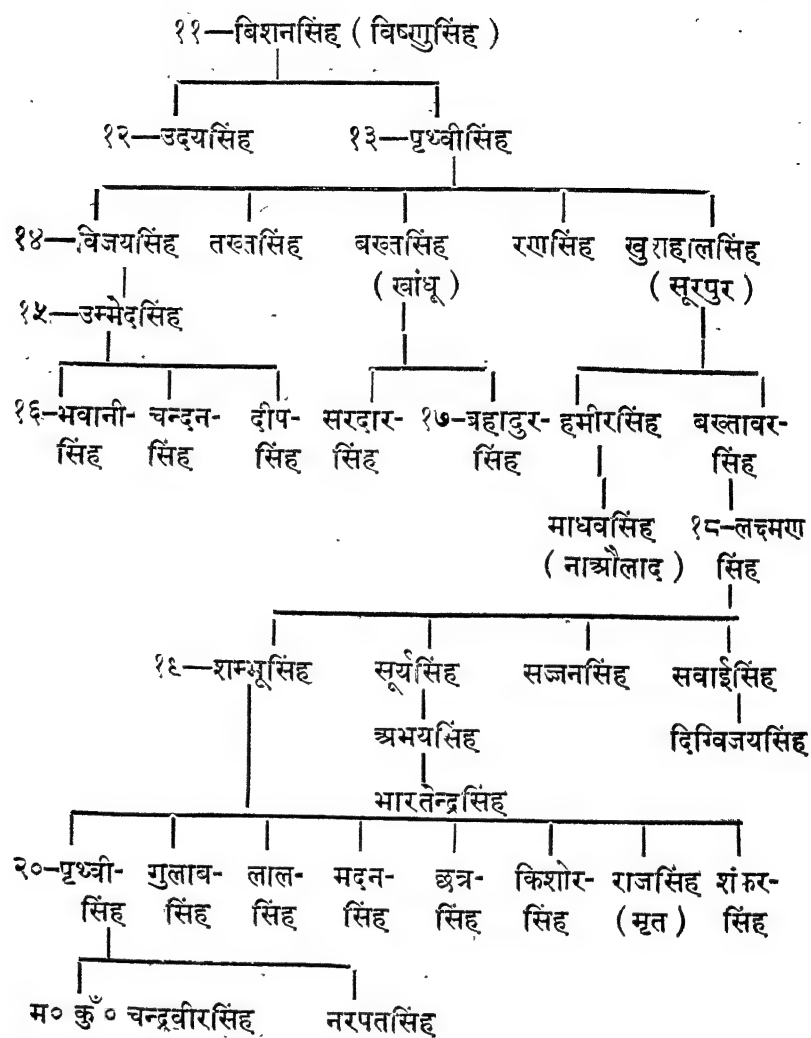 ११—बिशनसिंह ( विष्णुसिंह )
१२—उदयसिंह १३—पृथ्वीसिंह
१४—विजयसिंह तख्तसिंह बख्तसिंह रणसिंह खुशहालसिंह
( खांधू ) ( सूरपुर )
१५—उम्मेदसिंह
१६—भवानी- चन्दन- दीप- सरदार- १७—बहादुर- हमीरसिंह बख्तावर-
सिंह सिंह सिंह सिंह सिंह सिंह
माधवसिंह १८—लक्ष्मण
( नाऔलाद ) सिंह
१९—शम्भूसिंह सूर्यसिंह सज्जनसिंह सवाईसिंह
अभयसिंह दिग्विजयसिंह
भारतेन्द्रसिंह
२०—पृथ्वी- गुलाब- लाल- मदन- छत्र- किशोर- राजसिंह शंकर-
सिंह सिंह सिंह सिंह सिंह सिंह (मृत ) सिंह
म० कुँ० चन्द्रवीरसिंह नरपतसिंह